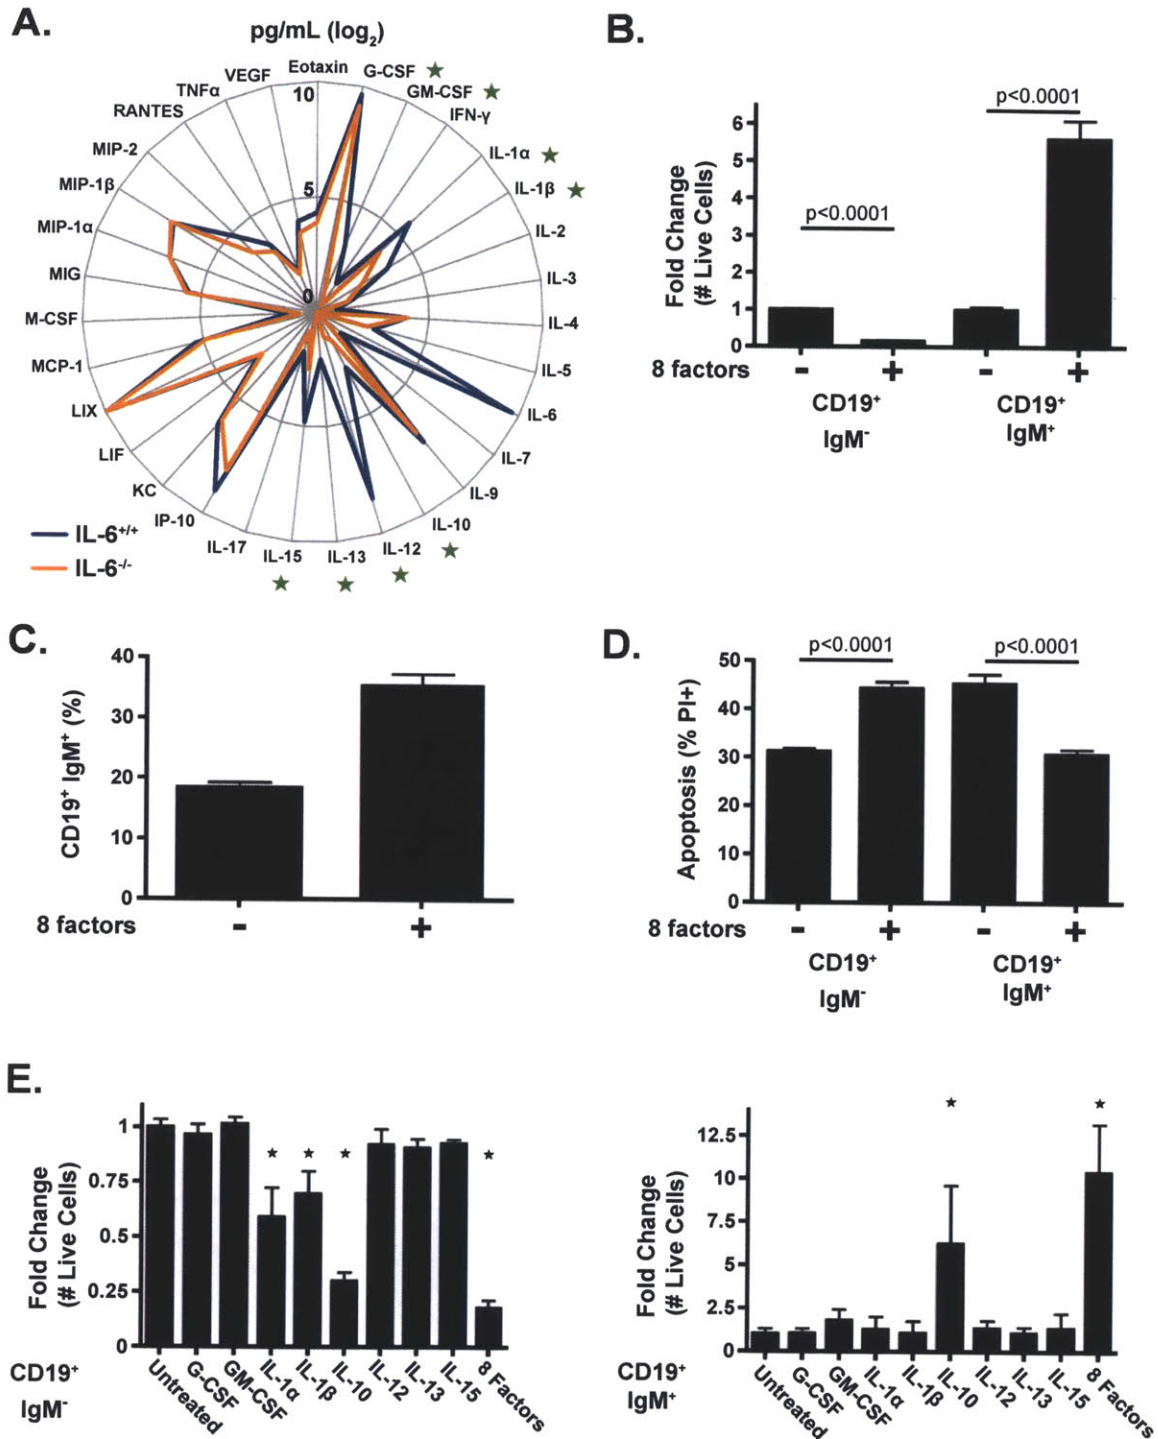 A.
pg/mL (log2)
Eotaxin
G-CSF ★
GM-CSF ★
IFN-γ
IL-1α ★
IL-1β ★
IL-2
IL-3
IL-4
IL-5
IL-6
IL-7
IL-9
IL-10 ★
IL-12 ★
IL-13 ★
IL-15 ★
IL-17
IP-10
KC
LIF
LIX
MCP-1
M-CSF
MIG
MIP-1α
MIP-1β
MIP-2
RANTES
TNFα
VEGF
10
5
0
IL-6+/+
IL-6-/-
B.
Fold Change
(# Live Cells)
6
5
4
3
2
1
0
p<0.0001
p<0.0001
8 factors - + - +
CD19+ CD19+
IgM- IgM+
C.
CD19+ IgM+ (%)
40
30
20
10
0
8 factors - +
D.
Apoptosis (% PI+)
50
40
30
20
10
0
p<0.0001 p<0.0001
8 factors - + - +
CD19+ CD19+
IgM- IgM+
E.
Fold Change
(# Live Cells)
1
0.75
0.5
0.25
0
★ ★ ★ ★
CD19+
IgM-
Untreated
G-CSF
GM-CSF
IL-1α
IL-1β
IL-10
IL-12
IL-13
IL-15
8 Factors
Fold Change
(# Live Cells)
12.5
10
7.5
5
2.5
0
★ ★
CD19+
IgM+
Untreated
G-CSF
GM-CSF
IL-1α
IL-1β
IL-10
IL-12
IL-13
IL-15
8 Factors